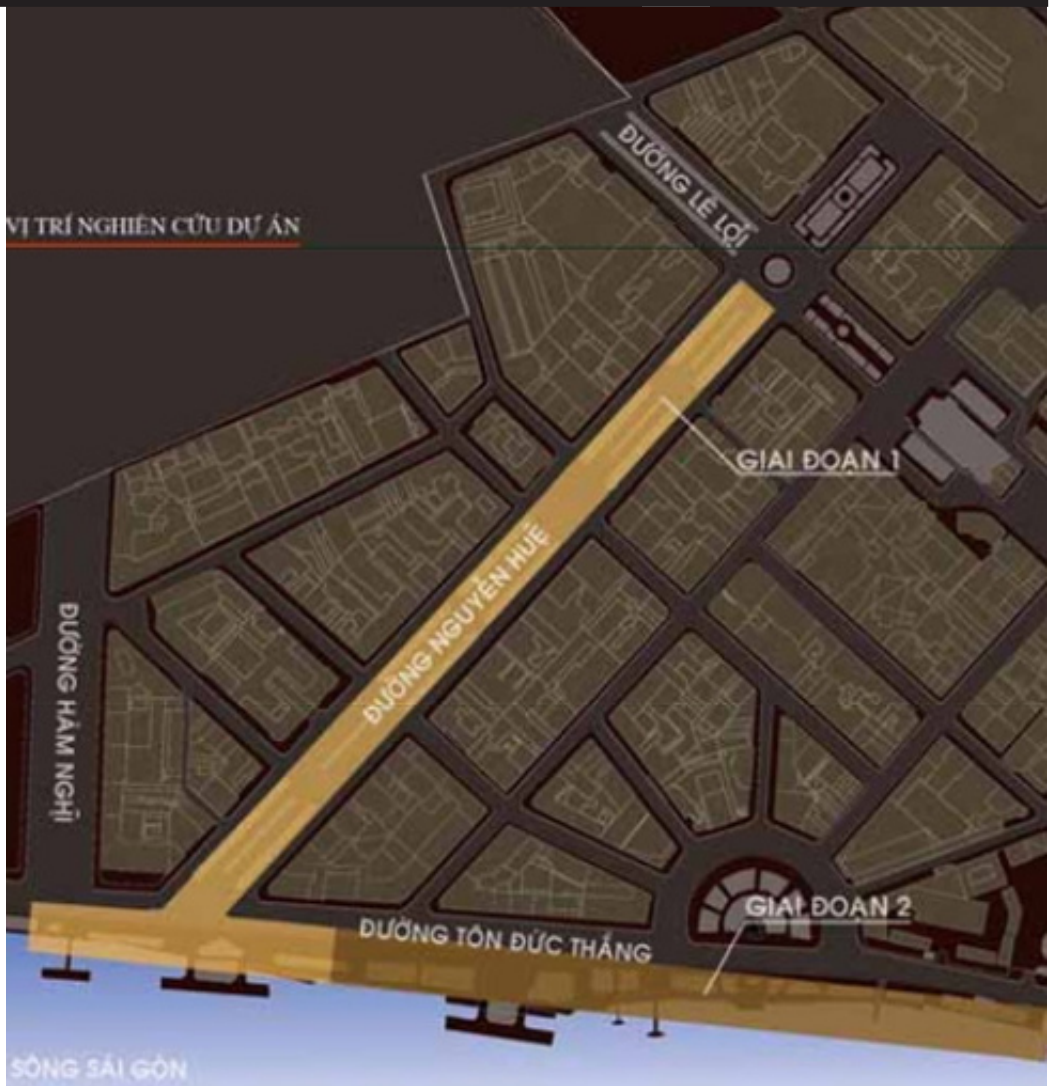 ĐƯỜNG LÊ LỢI
VỊ TRÍ NGHIÊN CỨU DỰ ÁN
GIAI ĐOẠN 1
ĐƯỜNG NGUYỄN HUỆ
ĐƯỜNG HÀM NGHỊ
GIAI ĐOẠN 2
ĐƯỜNG TÔN ĐỨC THẮNG
SÔNG SÀI GÒN